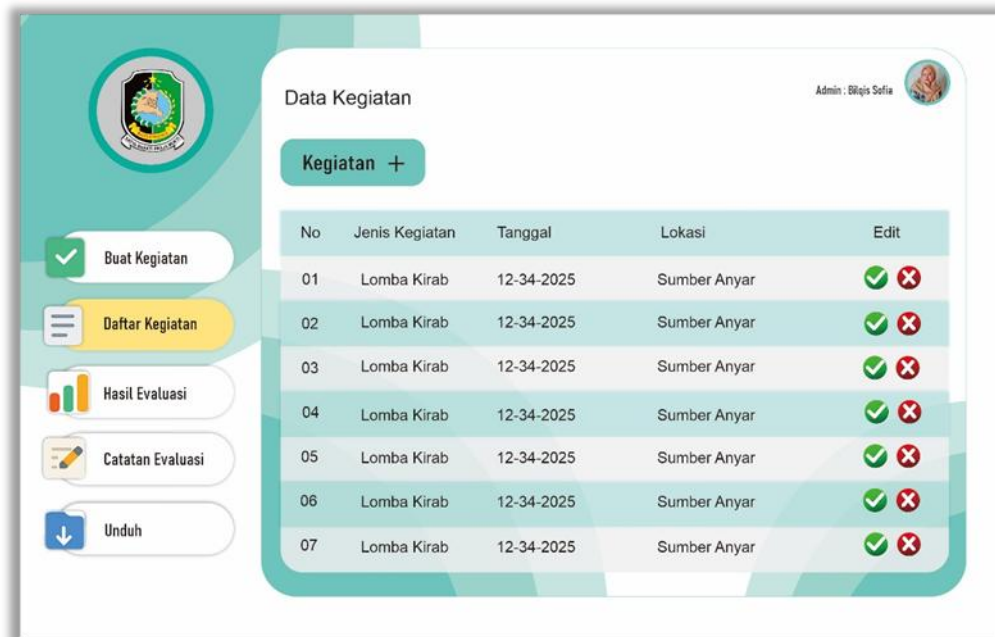 Data Kegiatan
Admin : Bilqis Sofia
Kegiatan +
Buat Kegiatan
Daftar Kegiatan
Hasil Evaluasi
Catatan Evaluasi
Unduh
No Jenis Kegiatan Tanggal Lokasi Edit
01 Lomba Kirab 12-34-2025 Sumber Anyar
02 Lomba Kirab 12-34-2025 Sumber Anyar
03 Lomba Kirab 12-34-2025 Sumber Anyar
04 Lomba Kirab 12-34-2025 Sumber Anyar
05 Lomba Kirab 12-34-2025 Sumber Anyar
06 Lomba Kirab 12-34-2025 Sumber Anyar
07 Lomba Kirab 12-34-2025 Sumber Anyar